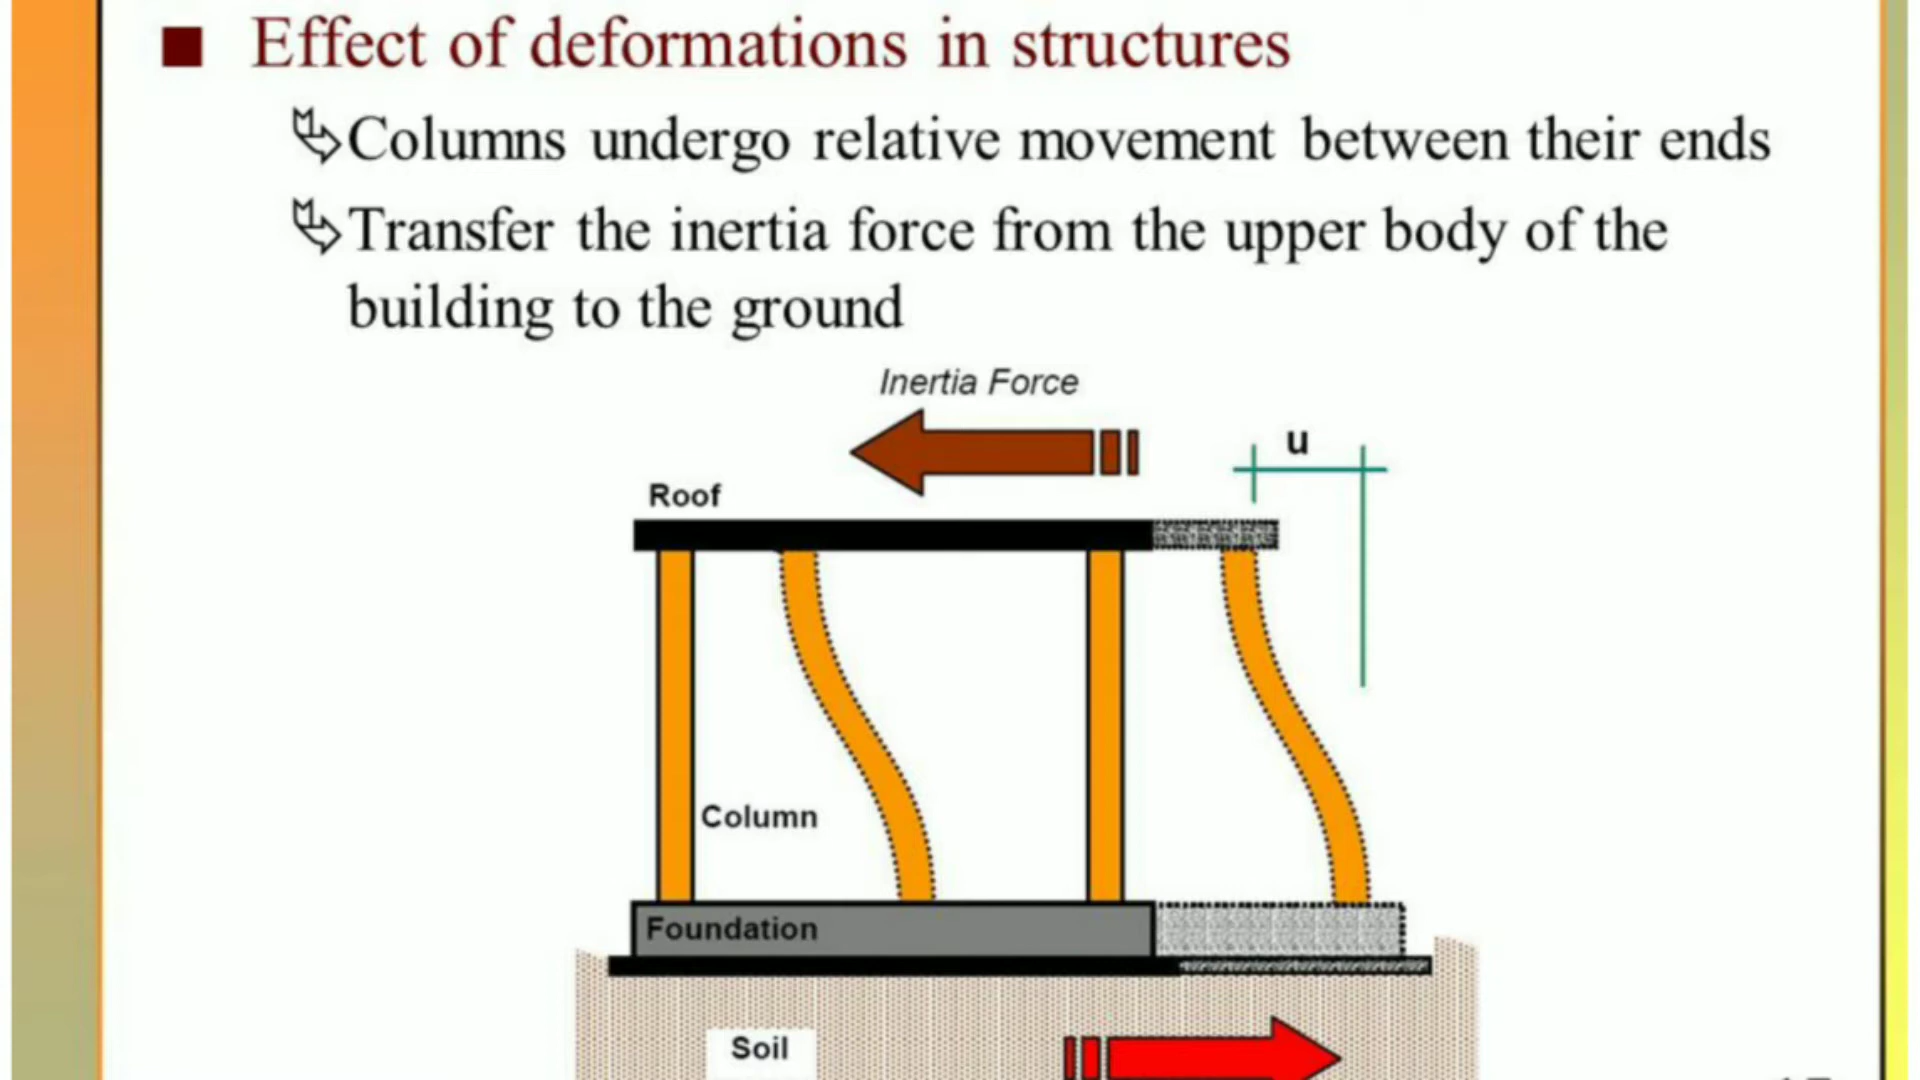 Effect of deformations in structures
Columns undergo relative movement between their ends
Transfer the inertia force from the upper body of the
building to the ground
Inertia Force
u
Roof
Column
Foundation
Soil